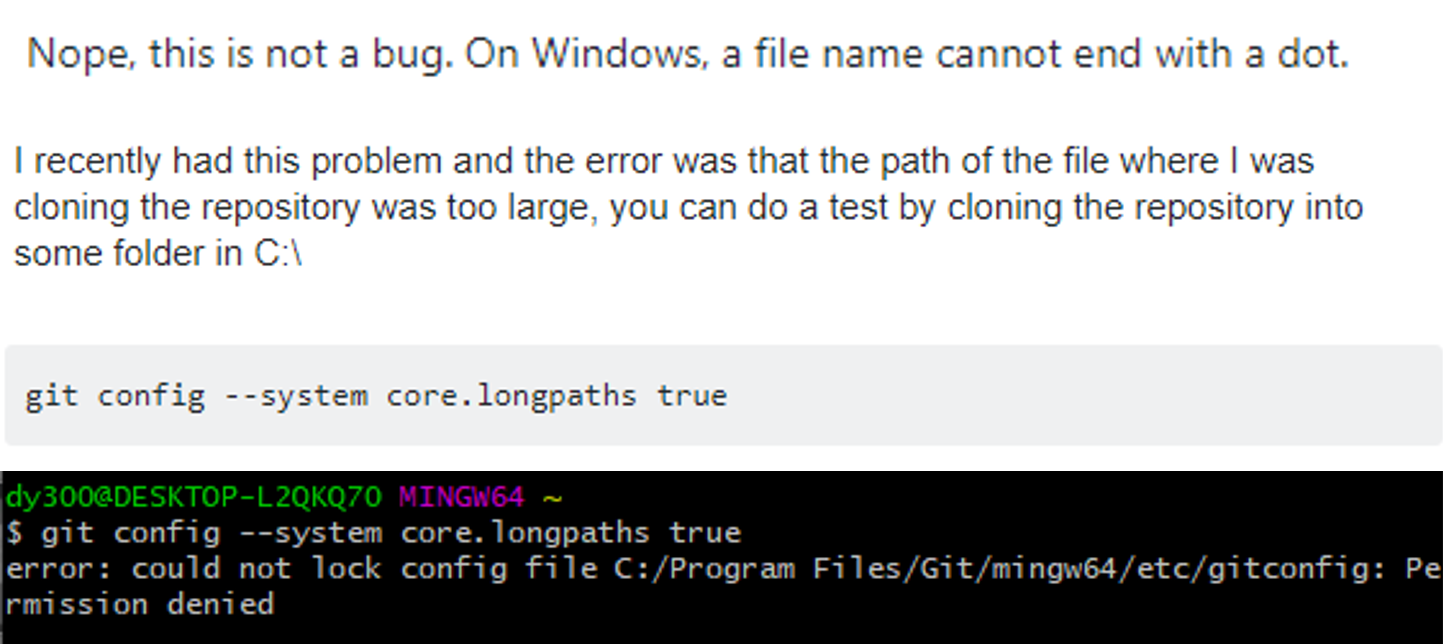 Nope, this is not a bug. On Windows, a file name cannot end with a dot.
I recently had this problem and the error was that the path of the file where I was
cloning the repository was too large, you can do a test by cloning the repository into
some folder in C:\
git config --system core.longpaths true
dy300@DESKTOP-L2QKQ70 MINGW64 ~
$ git config --system core.longpaths true
error: could not lock config file C:/Program Files/Git/mingw64/etc/gitconfig: Pe
rmission denied